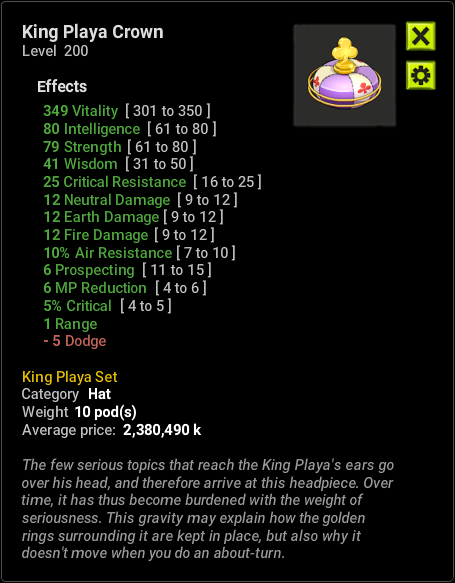 King Playa Crown
Level 200
Effects
349 Vitality [ 301 to 350 ]
80 Intelligence [ 61 to 80 ]
79 Strength [ 61 to 80 ]
41 Wisdom [ 31 to 50 ]
25 Critical Resistance [ 16 to 25 ]
12 Neutral Damage [ 9 to 12 ]
12 Earth Damage [ 9 to 12 ]
12 Fire Damage [ 9 to 12 ]
10% Air Resistance [ 7 to 10 ]
6 Prospecting [ 11 to 15 ]
6 MP Reduction [ 4 to 6 ]
5% Critical [ 4 to 5 ]
1 Range
- 5 Dodge
King Playa Set
Category Hat
Weight 10 pod(s)
Average price: 2,380,490 k
The few serious topics that reach the King Playa's ears go
over his head, and therefore arrive at this headpiece. Over
time, it has thus become burdened with the weight of
seriousness. This gravity may explain how the golden
rings surrounding it are kept in place, but also why it
doesn't move when you do an about-turn.